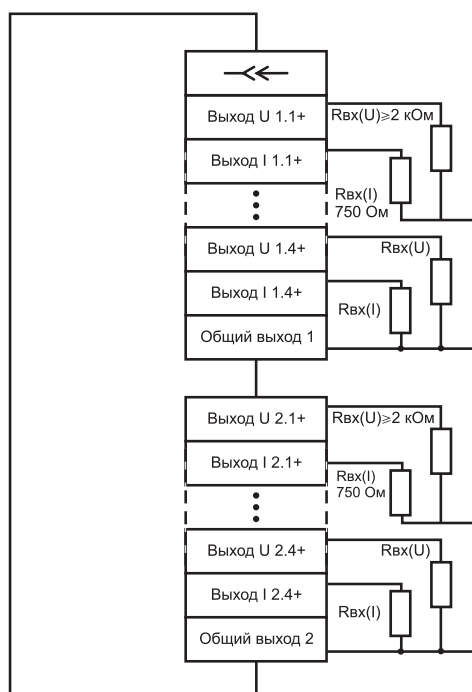 Выход U 1.1+
Rвх(U)⩾2 кОм
Выход I 1.1+
Rвх(I)
750 Ом
Выход U 1.4+
Rвх(U)
Выход I 1.4+
Rвх(I)
Общий выход 1
Выход U 2.1+
Rвх(U)⩾2 кОм
Выход I 2.1+
Rвх(I)
750 Ом
Выход U 2.4+
Rвх(U)
Выход I 2.4+
Rвх(I)
Общий выход 2